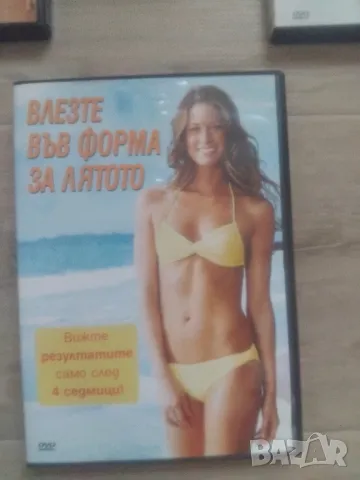 ВЛЕЗТЕ
ВЪВ ФОРМА
ЗА ЛЯТОТО
Вижте
резултатите
само след
4 седмици!
DVD
BAZAR